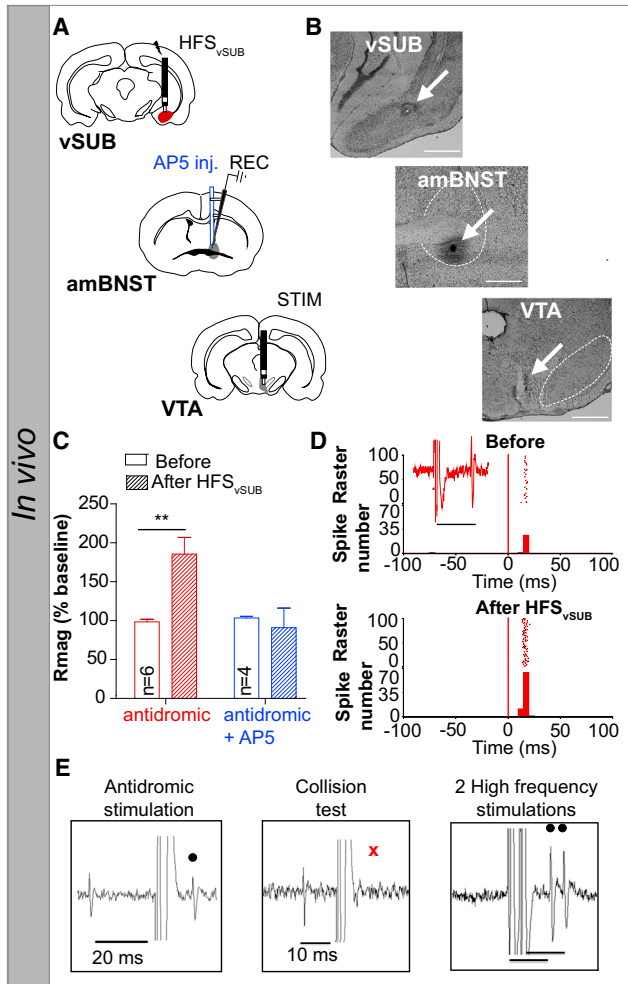 In vivo
A
HFSvSUB
vSUB
AP5 inj.
REC
amBNST
STIM
VTA
B
vSUB
amBNST
VTA
C
Before
After HFSvSUB
250
200
150
100
50
0
Rmag (% baseline)
**
n=6
n=4
antidromic
antidromic
+ AP5
D
Before
Spike Raster
number
100
50
0
70
35
0
-100 -50 0 50 100
Time (ms)
After HFSvSUB
Spike Raster
number
100
50
0
70
35
0
-100 -50 0 50 100
Time (ms)
E
Antidromic
stimulation
20 ms
Collision
test
x
10 ms
2 High frequency
stimulations